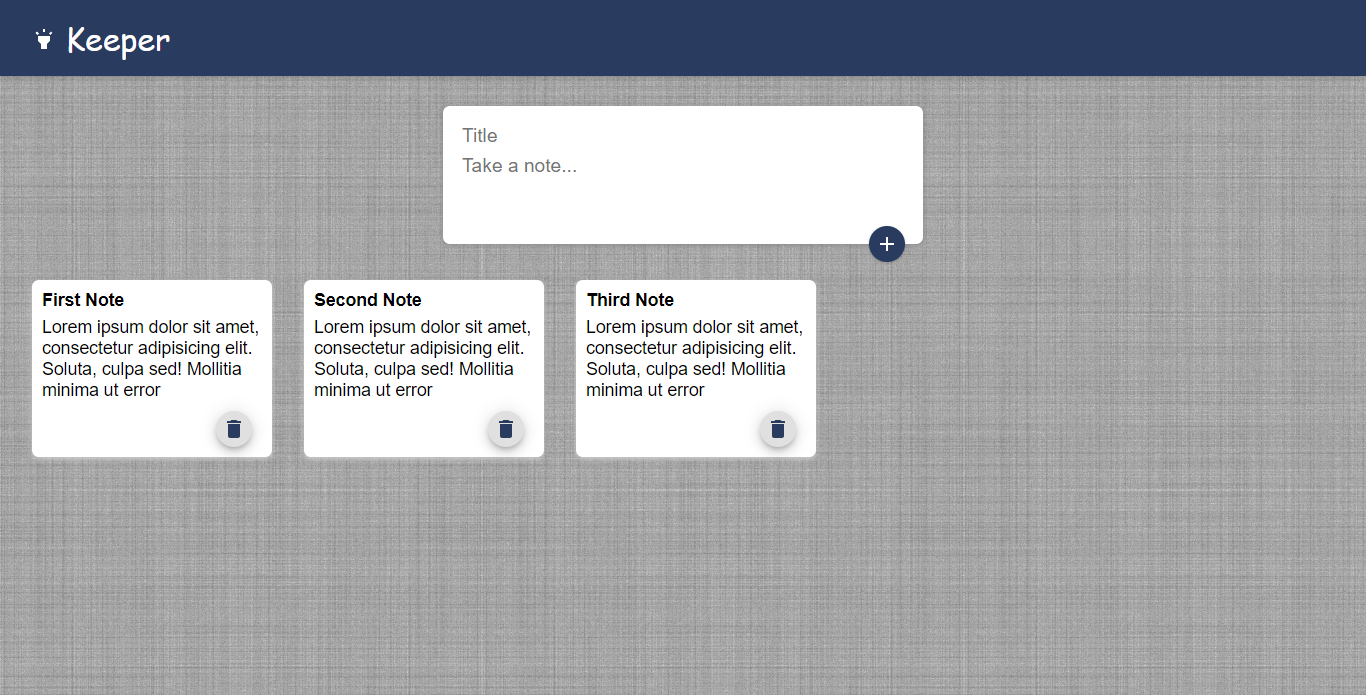 Keeper
Title
Take a note...
First Note
Lorem ipsum dolor sit amet,
consectetur adipisicing elit.
Soluta, culpa sed! Mollitia
minima ut error
Second Note
Lorem ipsum dolor sit amet,
consectetur adipisicing elit.
Soluta, culpa sed! Mollitia
minima ut error
Third Note
Lorem ipsum dolor sit amet,
consectetur adipisicing elit.
Soluta, culpa sed! Mollitia
minima ut error